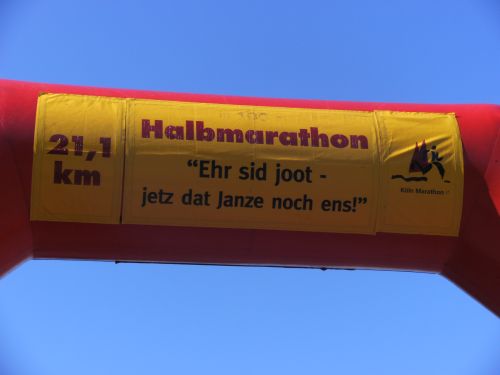 21,1
km
Halbmarathon
“Ehr sid joot -
jetz dat Janze noch ens!”
Köln Marathon